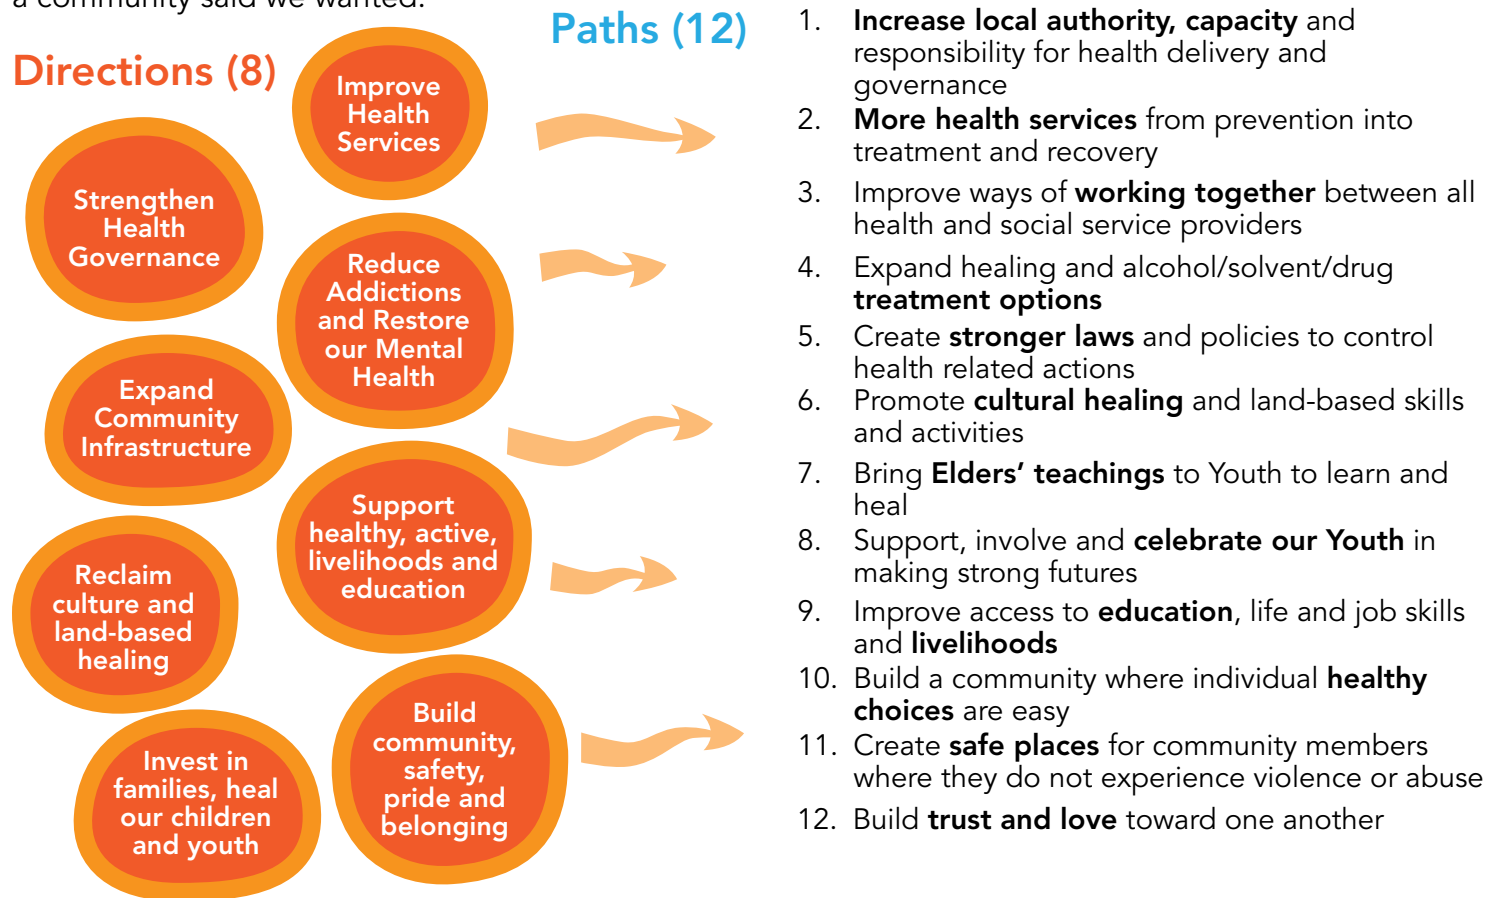 a community said we wanted.
Directions (8)
Strengthen
Health
Governance
Improve
Health
Services
Reduce
Addictions
and Restore
our Mental
Health
Expand
Community
Infrastructure
Support
healthy, active,
livelihoods and
education
Reclaim
culture and
land-based
healing
Invest in
families, heal
our children
and youth
Build
community,
safety,
pride and
belonging
Paths (12)
1. Increase local authority, capacity and
responsibility for health delivery and
governance
2. More health services from prevention into
treatment and recovery
3. Improve ways of working together between all
health and social service providers
4. Expand healing and alcohol/solvent/drug
treatment options
5. Create stronger laws and policies to control
health related actions
6. Promote cultural healing and land-based skills
and activities
7. Bring Elders’ teachings to Youth to learn and
heal
8. Support, involve and celebrate our Youth in
making strong futures
9. Improve access to education, life and job skills
and livelihoods
10. Build a community where individual healthy
choices are easy
11. Create safe places for community members
where they do not experience violence or abuse
12. Build trust and love toward one another